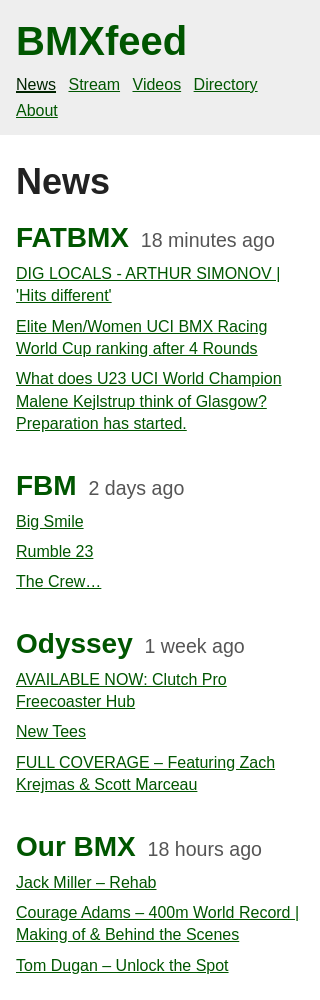 BMXfeed
News Stream Videos Directory
About
News
FATBMX 18 minutes ago
DIG LOCALS - ARTHUR SIMONOV |
'Hits different'
Elite Men/Women UCI BMX Racing
World Cup ranking after 4 Rounds
What does U23 UCI World Champion
Malene Kejlstrup think of Glasgow?
Preparation has started.
FBM 2 days ago
Big Smile
Rumble 23
The Crew…
Odyssey 1 week ago
AVAILABLE NOW: Clutch Pro
Freecoaster Hub
New Tees
FULL COVERAGE – Featuring Zach
Krejmas & Scott Marceau
Our BMX 18 hours ago
Jack Miller – Rehab
Courage Adams – 400m World Record |
Making of & Behind the Scenes
Tom Dugan – Unlock the Spot